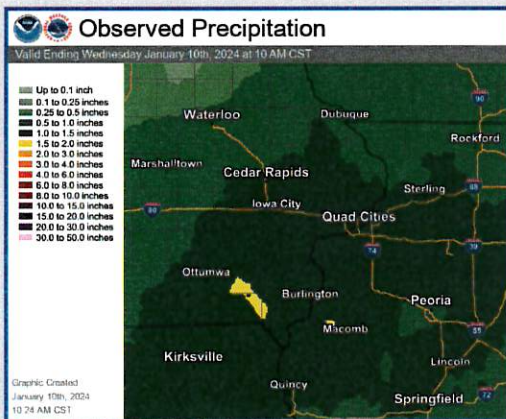 Observed Precipitation
Valid Ending Wednesday January 10th, 2024 at 10 AM CST
Up to 0.1 inch
0.1 to 0.25 inches
0.25 to 0.5 inches
0.5 to 1.0 inches
1.0 to 1.5 inches
1.5 to 2.0 inches
2.0 to 3.0 inches
3.0 to 4.0 inches
4.0 to 6.0 inches
6.0 to 8.0 inches
8.0 to 10.0 inches
10.0 to 15.0 inches
15.0 to 20.0 inches
20.0 to 30.0 inches
30.0 to 50.0 inches
90
Waterloo
Dubuque
Rockford
Marshalltown
Cedar Rapids
Sterling
Iowa City
80
Quad Cities
74
39
Ottumwa
Burlington
Peoria
Macomb
55
Kirksville
Lincoln
Quincy
Springfield
72
Graphic Created
January 10th, 2024
10:24 AM CST